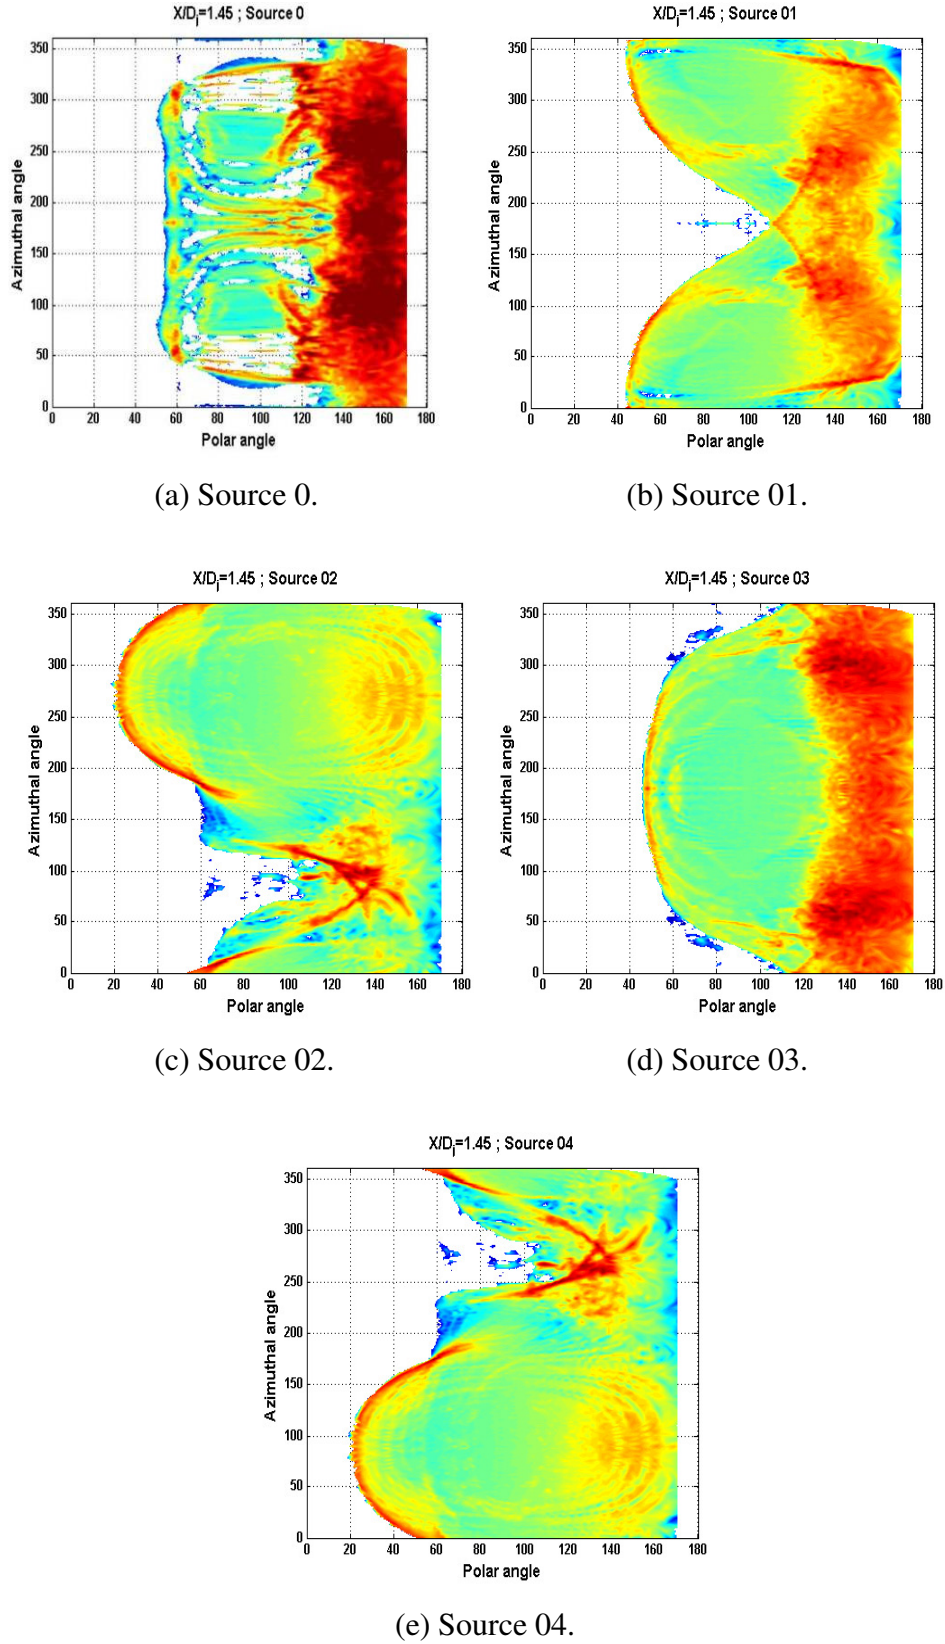 X/Dj=1.45 ; Source 0
Azimuthal angle
350
300
250
200
150
100
50
0
0 20 40 60 80 100 120 140 160 180
Polar angle
(a) Source 0.
X/Dj=1.45 ; Source 01
Azimuthal angle
350
300
250
200
150
100
50
0
0 20 40 60 80 100 120 140 160 180
Polar angle
(b) Source 01.
X/Dj=1.45 ; Source 02
Azimuthal angle
350
300
250
200
150
100
50
0
0 20 40 60 80 100 120 140 160 180
Polar angle
(c) Source 02.
X/Dj=1.45 ; Source 03
Azimuthal angle
350
300
250
200
150
100
50
0
0 20 40 60 80 100 120 140 160 180
Polar angle
(d) Source 03.
X/Dj=1.45 ; Source 04
Azimuthal angle
350
300
250
200
150
100
50
0
0 20 40 60 80 100 120 140 160 180
Polar angle
(e) Source 04.